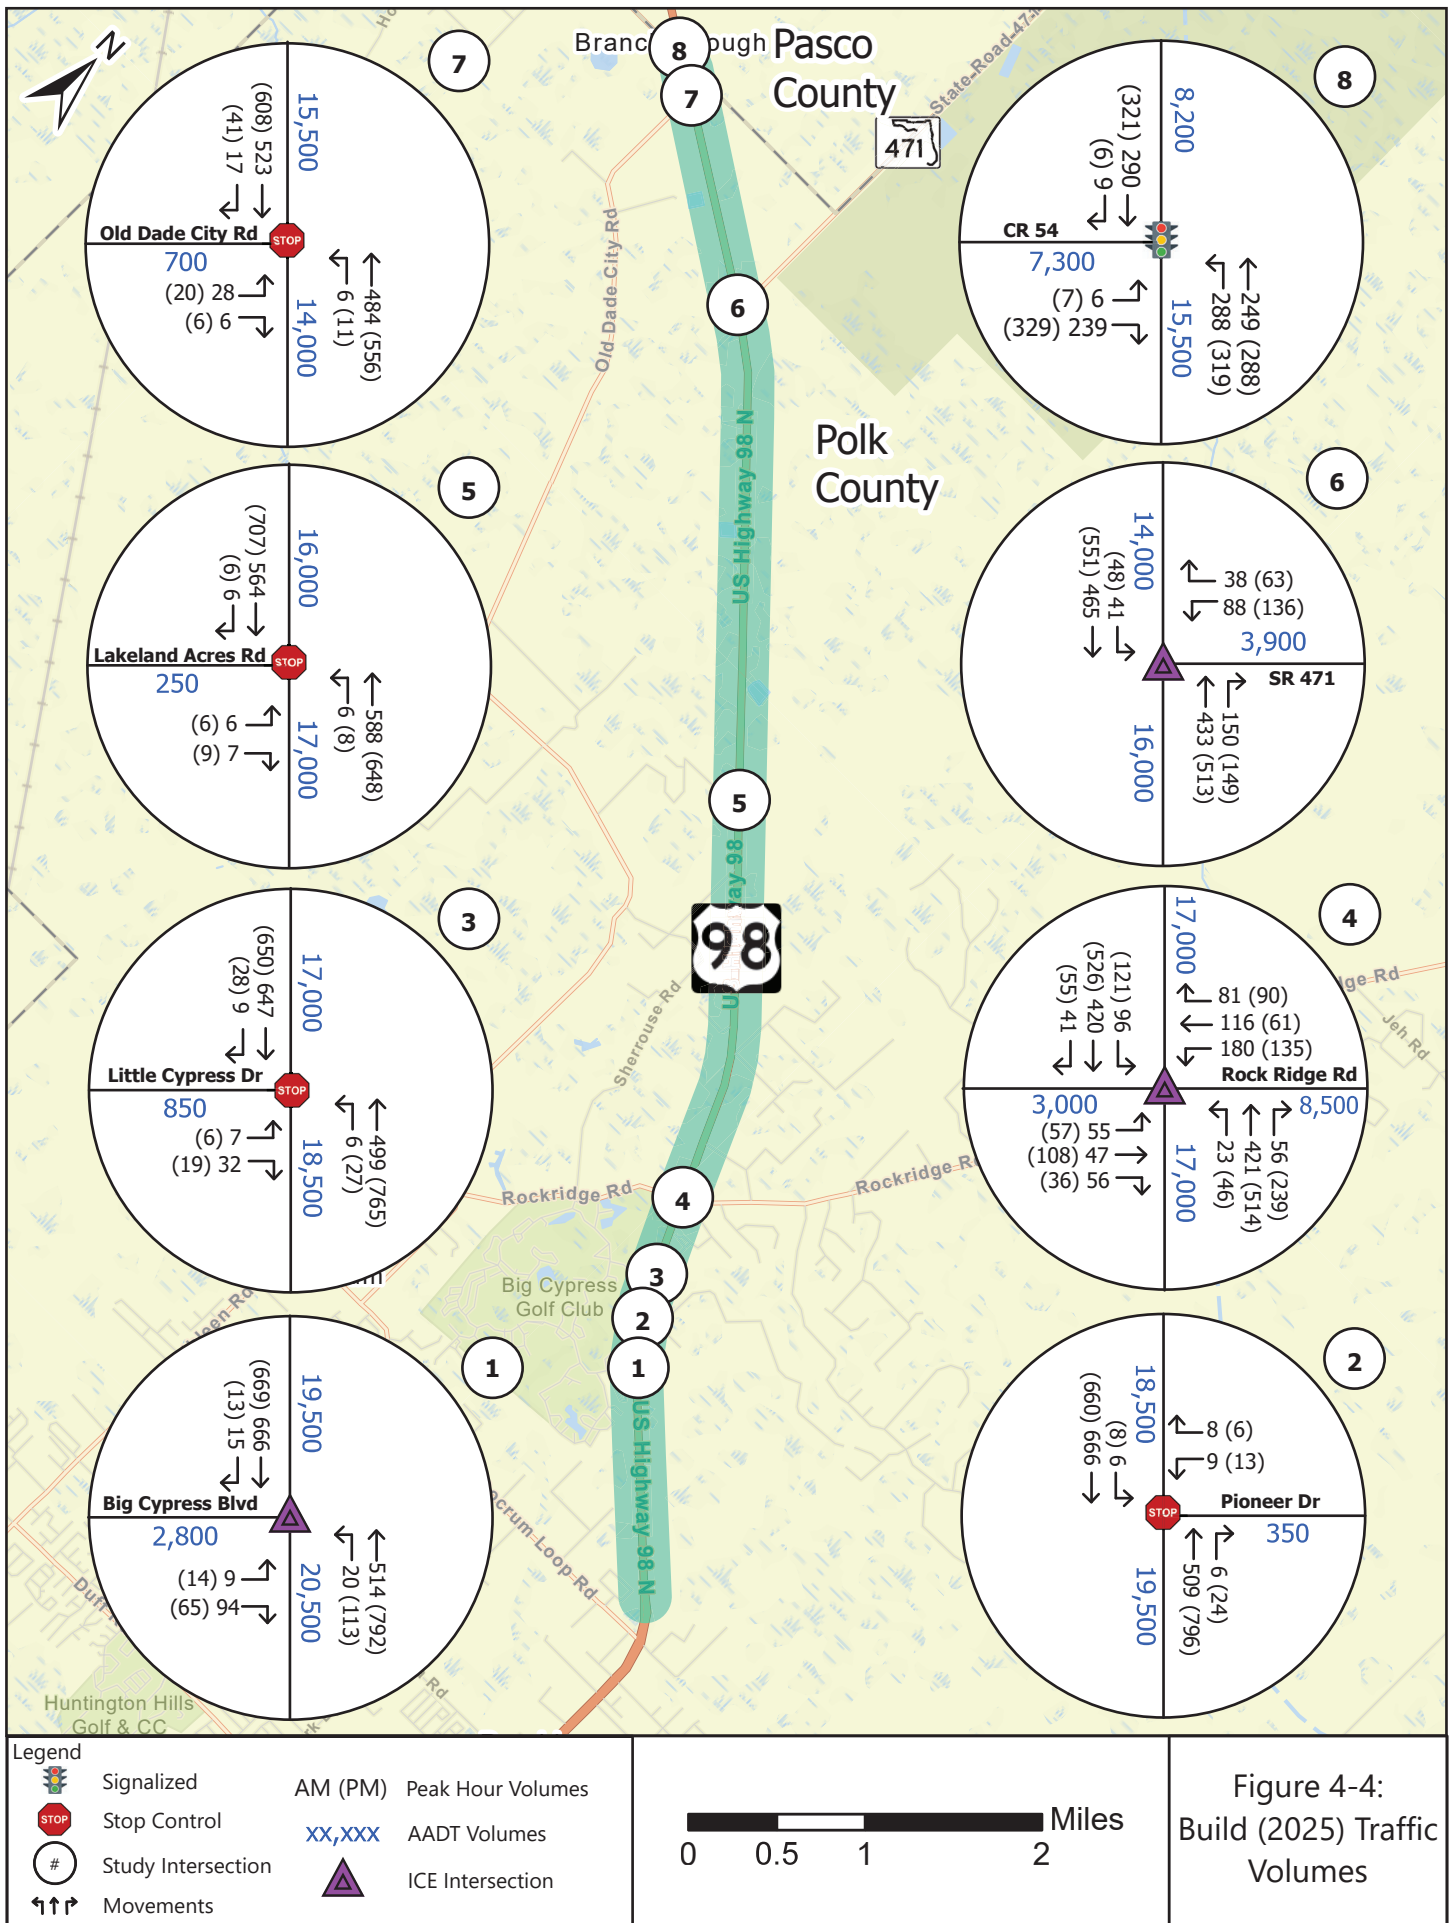 N
7
(608) 523
(41) 17
15,500
Old Dade City Rd
STOP
700
(20) 28
(6) 6
14,000
6 (11)
484 (556)
8
7
Pasco
County
State-Road-47
471
8
(321) 290
(6) 9
8,200
CR 54
7,300
(7) 6
(329) 239
15,500
288 (319)
249 (288)
Old Dade City Rd
6
US Highway 98 N
Polk
County
5
(707) 564
(6) 6
16,000
Lakeland Acres Rd
STOP
250
(6) 6
(9) 7
17,000
6 (8)
588 (648)
6
(551) 465
(48) 41
14,000
38 (63)
88 (136)
3,900
SR 471
16,000
433 (513)
150 (149)
5
98
Sherrouse Rd
3
(650) 647
(28) 9
17,000
Little Cypress Dr
STOP
850
(6) 7
(19) 32
18,500
6 (27)
499 (765)
4
(55) 41
(526) 420
(121) 96
17,000
81 (90)
116 (61)
180 (135)
Rock Ridge Rd
3,000
8,500
(57) 55
(108) 47
(36) 56
17,000
23 (46)
421 (514)
56 (239)
Jeh Rd
Rockridge Rd
4
Rockridge R
3
Big Cypress
Golf Club
2
1
US Highway 98 N
1
(669) 666
(13) 15
19,500
Big Cypress Blvd
2,800
(14) 9
(65) 94
20,500
20 (113)
514 (792)
ocrum Loop Rd
Rd
2
(660) 666
(8) 6
18,500
8 (6)
9 (13)
STOP
Pioneer Dr
350
19,500
509 (796)
6 (24)
Huntington Hills
Golf & CC
Legend
Signalized
STOP Stop Control
# Study Intersection
Movements
AM (PM) Peak Hour Volumes
xx,xxx AADT Volumes
ICE Intersection
Miles
0 0.5 1 2
Figure 4-4:
Build (2025) Traffic
Volumes